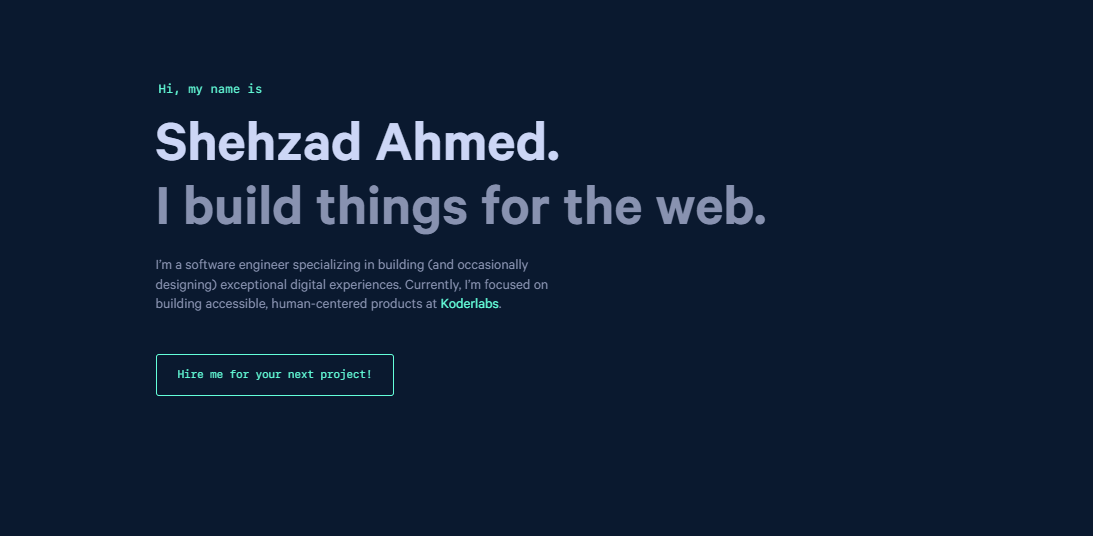 Hi, my name is
Shehzad Ahmed.
I build things for the web.
I'm a software engineer specializing in building (and occasionally
designing) exceptional digital experiences. Currently, I'm focused on
building accessible, human-centered products at Koderlabs.
Hire me for your next project!